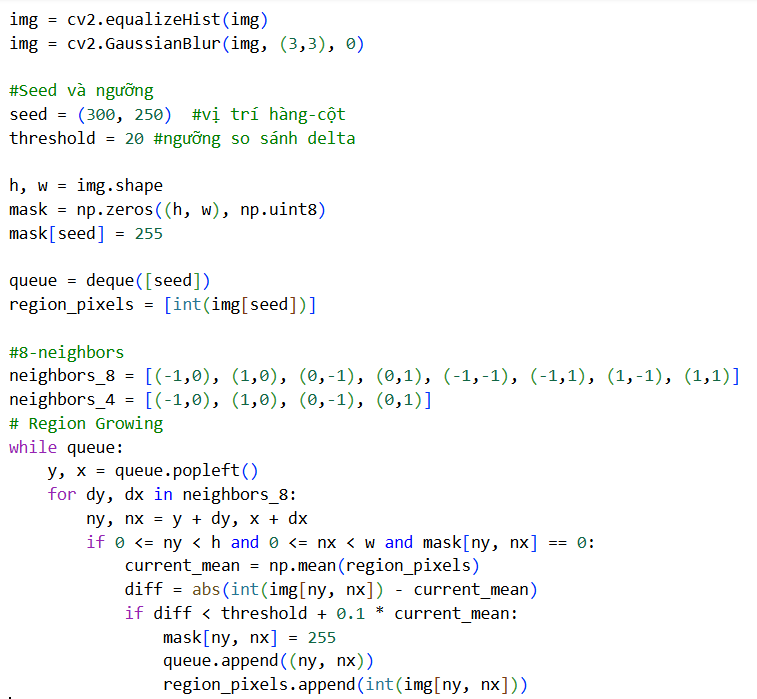 img = cv2.equalizeHist(img)
img = cv2.GaussianBlur(img, (3,3), 0)
#Seed và ngưỡng
seed = (300, 250)  #vị trí hàng-cột
threshold = 20 #ngưỡng so sánh delta
h, w = img.shape
mask = np.zeros((h, w), np.uint8)
mask[seed] = 255
queue = deque([seed])
region_pixels = [int(img[seed])]
#8-neighbors
neighbors_8 = [(-1,0), (1,0), (0,-1), (0,1), (-1,-1), (-1,1), (1,-1), (1,1)]
neighbors_4 = [(-1,0), (1,0), (0,-1), (0,1)]
# Region Growing
while queue:
    y, x = queue.popleft()
    for dy, dx in neighbors_8:
        ny, nx = y + dy, x + dx
        if 0 <= ny < h and 0 <= nx < w and mask[ny, nx] == 0:
            current_mean = np.mean(region_pixels)
            diff = abs(int(img[ny, nx]) - current_mean)
            if diff < threshold + 0.1 * current_mean:
                mask[ny, nx] = 255
                queue.append((ny, nx))
                region_pixels.append(int(img[ny, nx]))